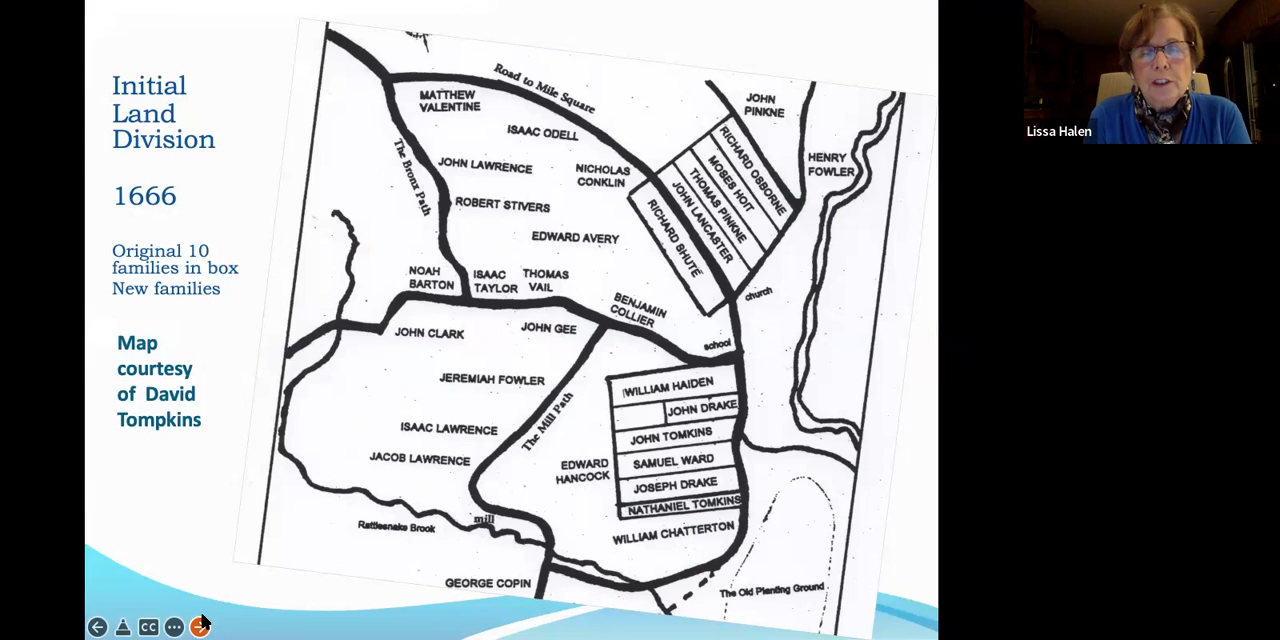 Initial
Land
Division
1666
Original 10
families in box
New families
Map
courtesy
of David
Tompkins
Road to Mile Square
MATTHEW
VALENTINE
ISAAC ODELL
The Bronx Path
JOHN LAWRENCE
NICHOLAS
CONKLIN
ROBERT STIVERS
EDWARD AVERY
JOHN
PINKNE
HENRY
FOWLER
RICHARD OSBORNE
MOSES HOIT
THOMAS PINKNE
JOHN LANCASTER
RICHARD SHUTE
NOAH
BARTON
ISAAC
TAYLOR
THOMAS
VAIL
BENJAMIN
COLLIER
church
school
JOHN CLARK
JOHN GEE
JEREMIAH FOWLER
The Mill Path
ISAAC LAWRENCE
JACOB LAWRENCE
WILLIAM HAIDEN
JOHN DRAKE
JOHN TOMKINS
SAMUEL WARD
JOSEPH DRAKE
NATHANIEL TOMKINS
EDWARD
HANCOCK
WILLIAM CHATTERTON
Rattlesnake Brook
mill
GEORGE COPIN
The Old Planting Ground
CC
Lissa Halen